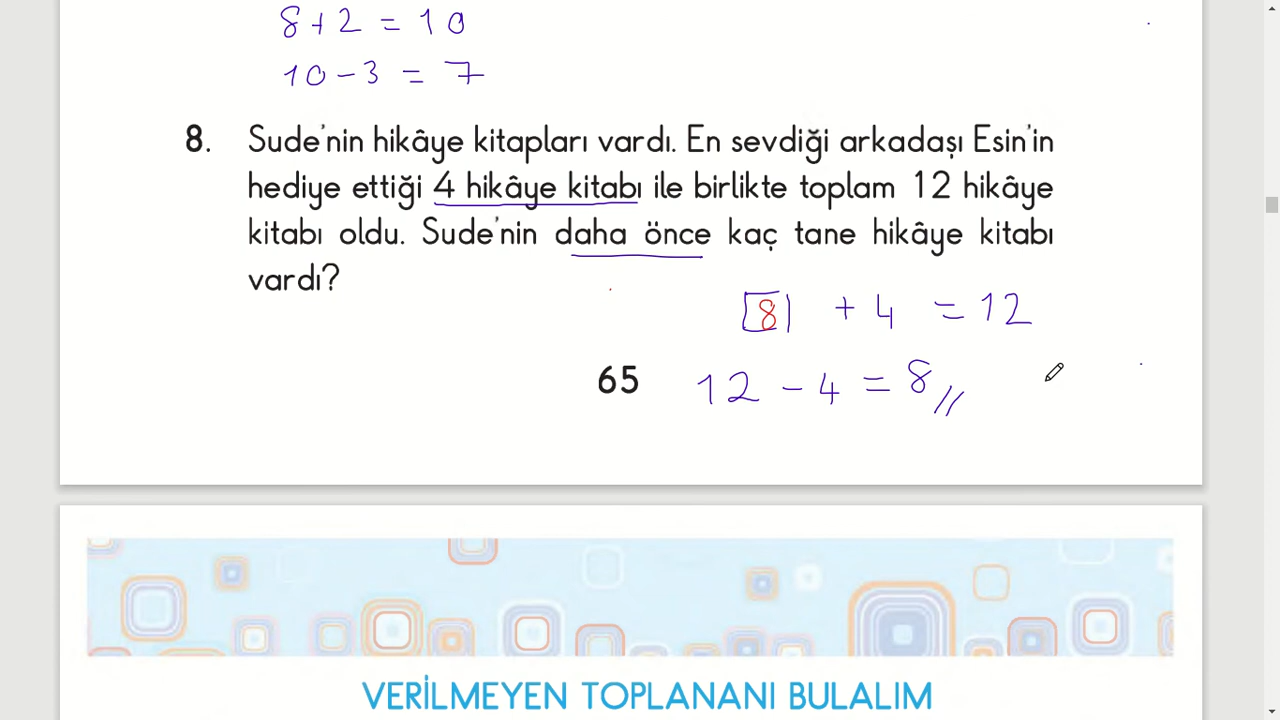 8+2 = 10
10-3 = 7
8. Sude'nin hikâye kitapları vardı. En sevdiği arkadaşı Esin'in
hediye ettiği 4 hikâye kitabı ile birlikte toplam 12 hikâye
kitabı oldu. Sude'nin daha önce kaç tane hikâye kitabı
vardı?
8 + 4 = 12
65
12 - 4 = 8 //
VERİLMEYEN TOPLANANI BULALIM